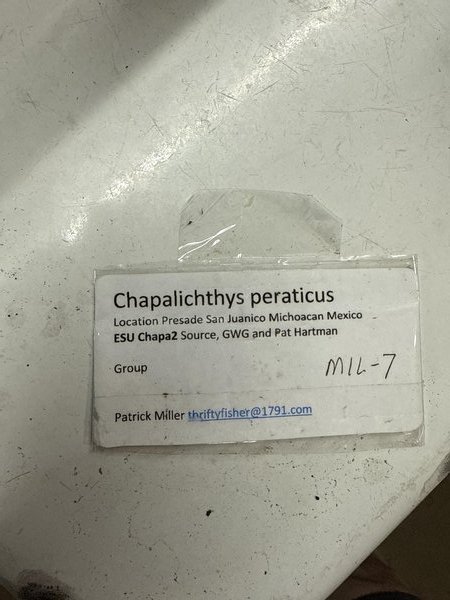 Chapalichthys peraticus
Location Presade San Juanico Michoacan Mexico
ESU Chapa2 Source, GWG and Pat Hartman
Group MIL-7
Patrick Miller thriftyfisher@1791.com